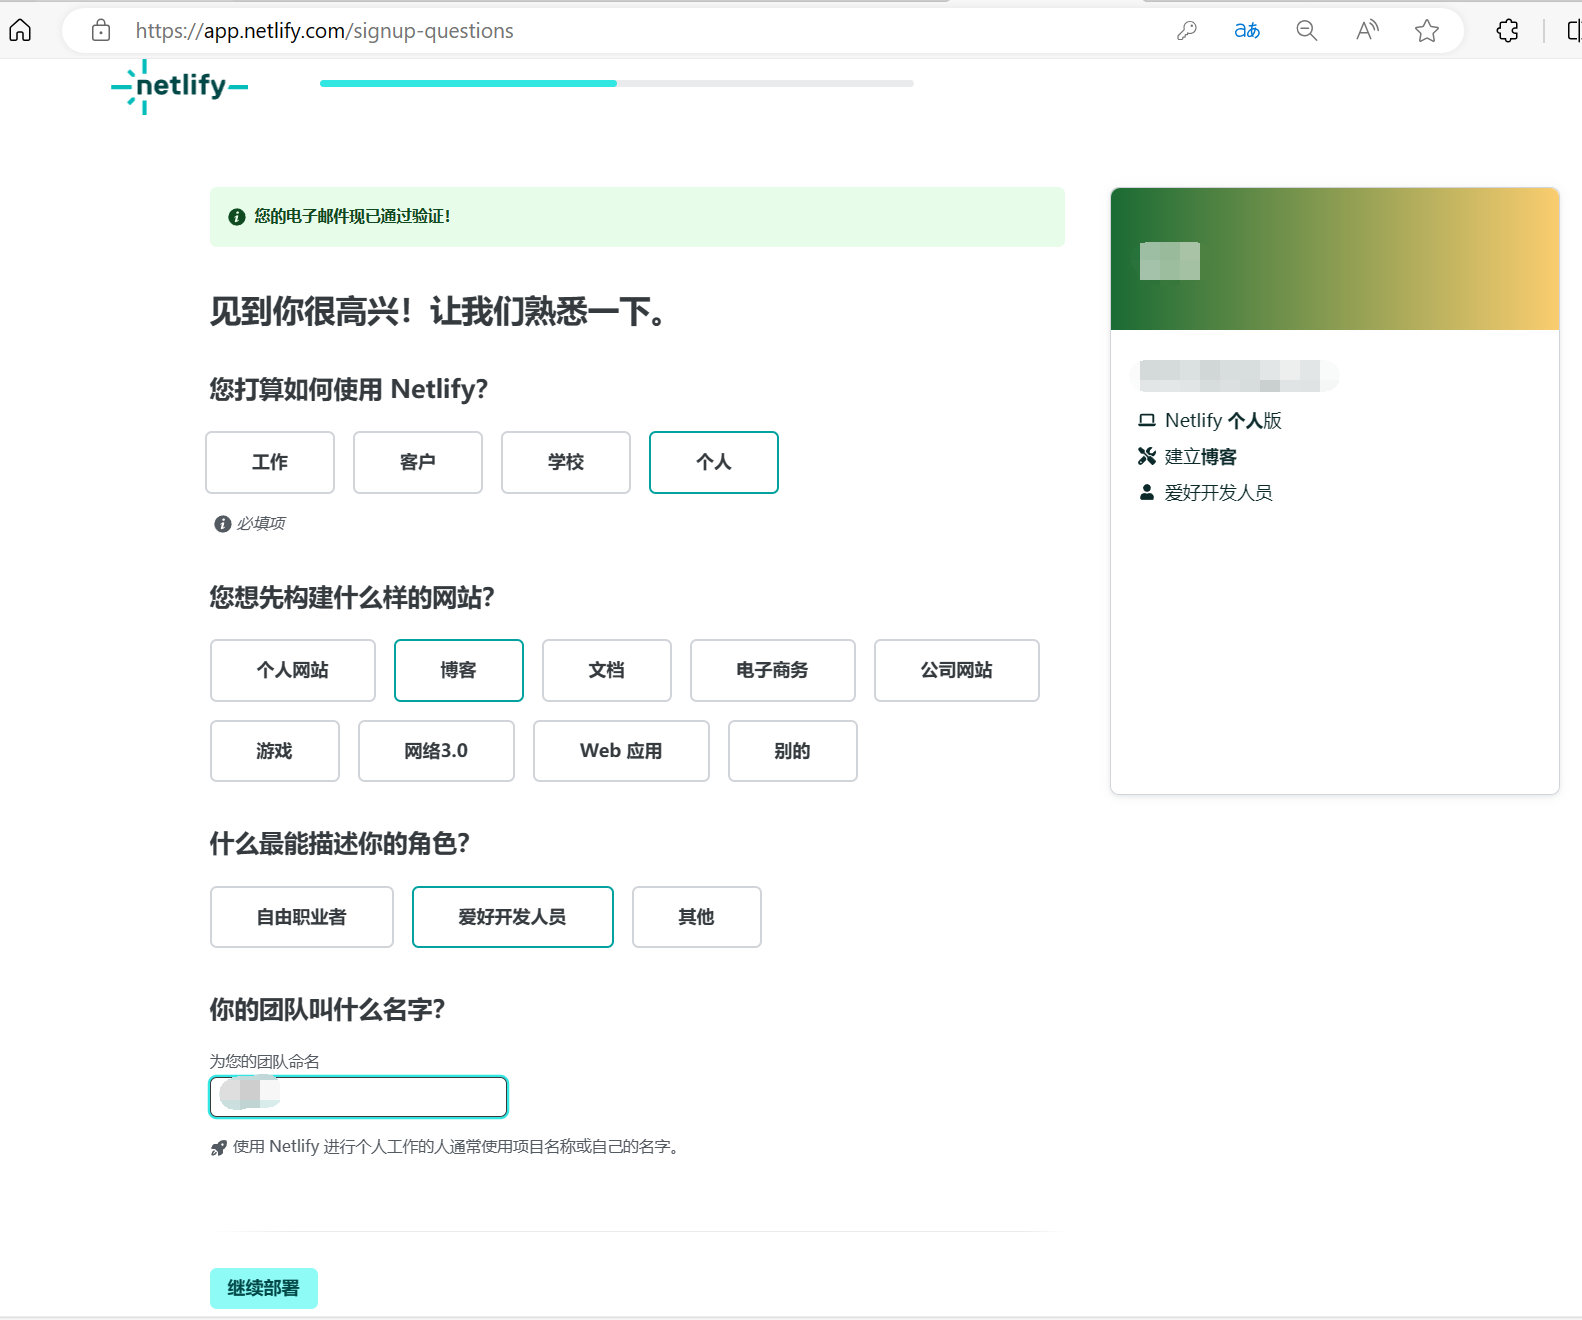 https://app.netlify.com/signup-questions
aあ
netlify
您的电子邮件现已通过验证!
见到你很高兴！让我们熟悉一下。
您打算如何使用 Netlify?
工作
客户
学校
个人
必填项
您想先构建什么样的网站?
个人网站
博客
文档
电子商务
公司网站
游戏
网络3.0
Web 应用
别的
什么最能描述你的角色?
自由职业者
爱好开发人员
其他
你的团队叫什么名字?
为您的团队命名
使用 Netlify 进行个人工作的人通常使用项目名称或自己的名字。
继续部署
Netlify 个人版
建立博客
爱好开发人员